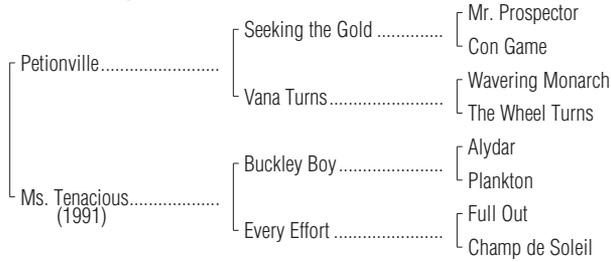 Mr. Prospector
Seeking the Gold ..............
Con Game
Petionville.........................
Wavering Monarch
Vana Turns ........................
The Wheel Turns
Alydar
Buckley Boy ......................
Plankton
Ms. Tenacious...................
(1991)
Full Out
Every Effort .......................
Champ de Soleil